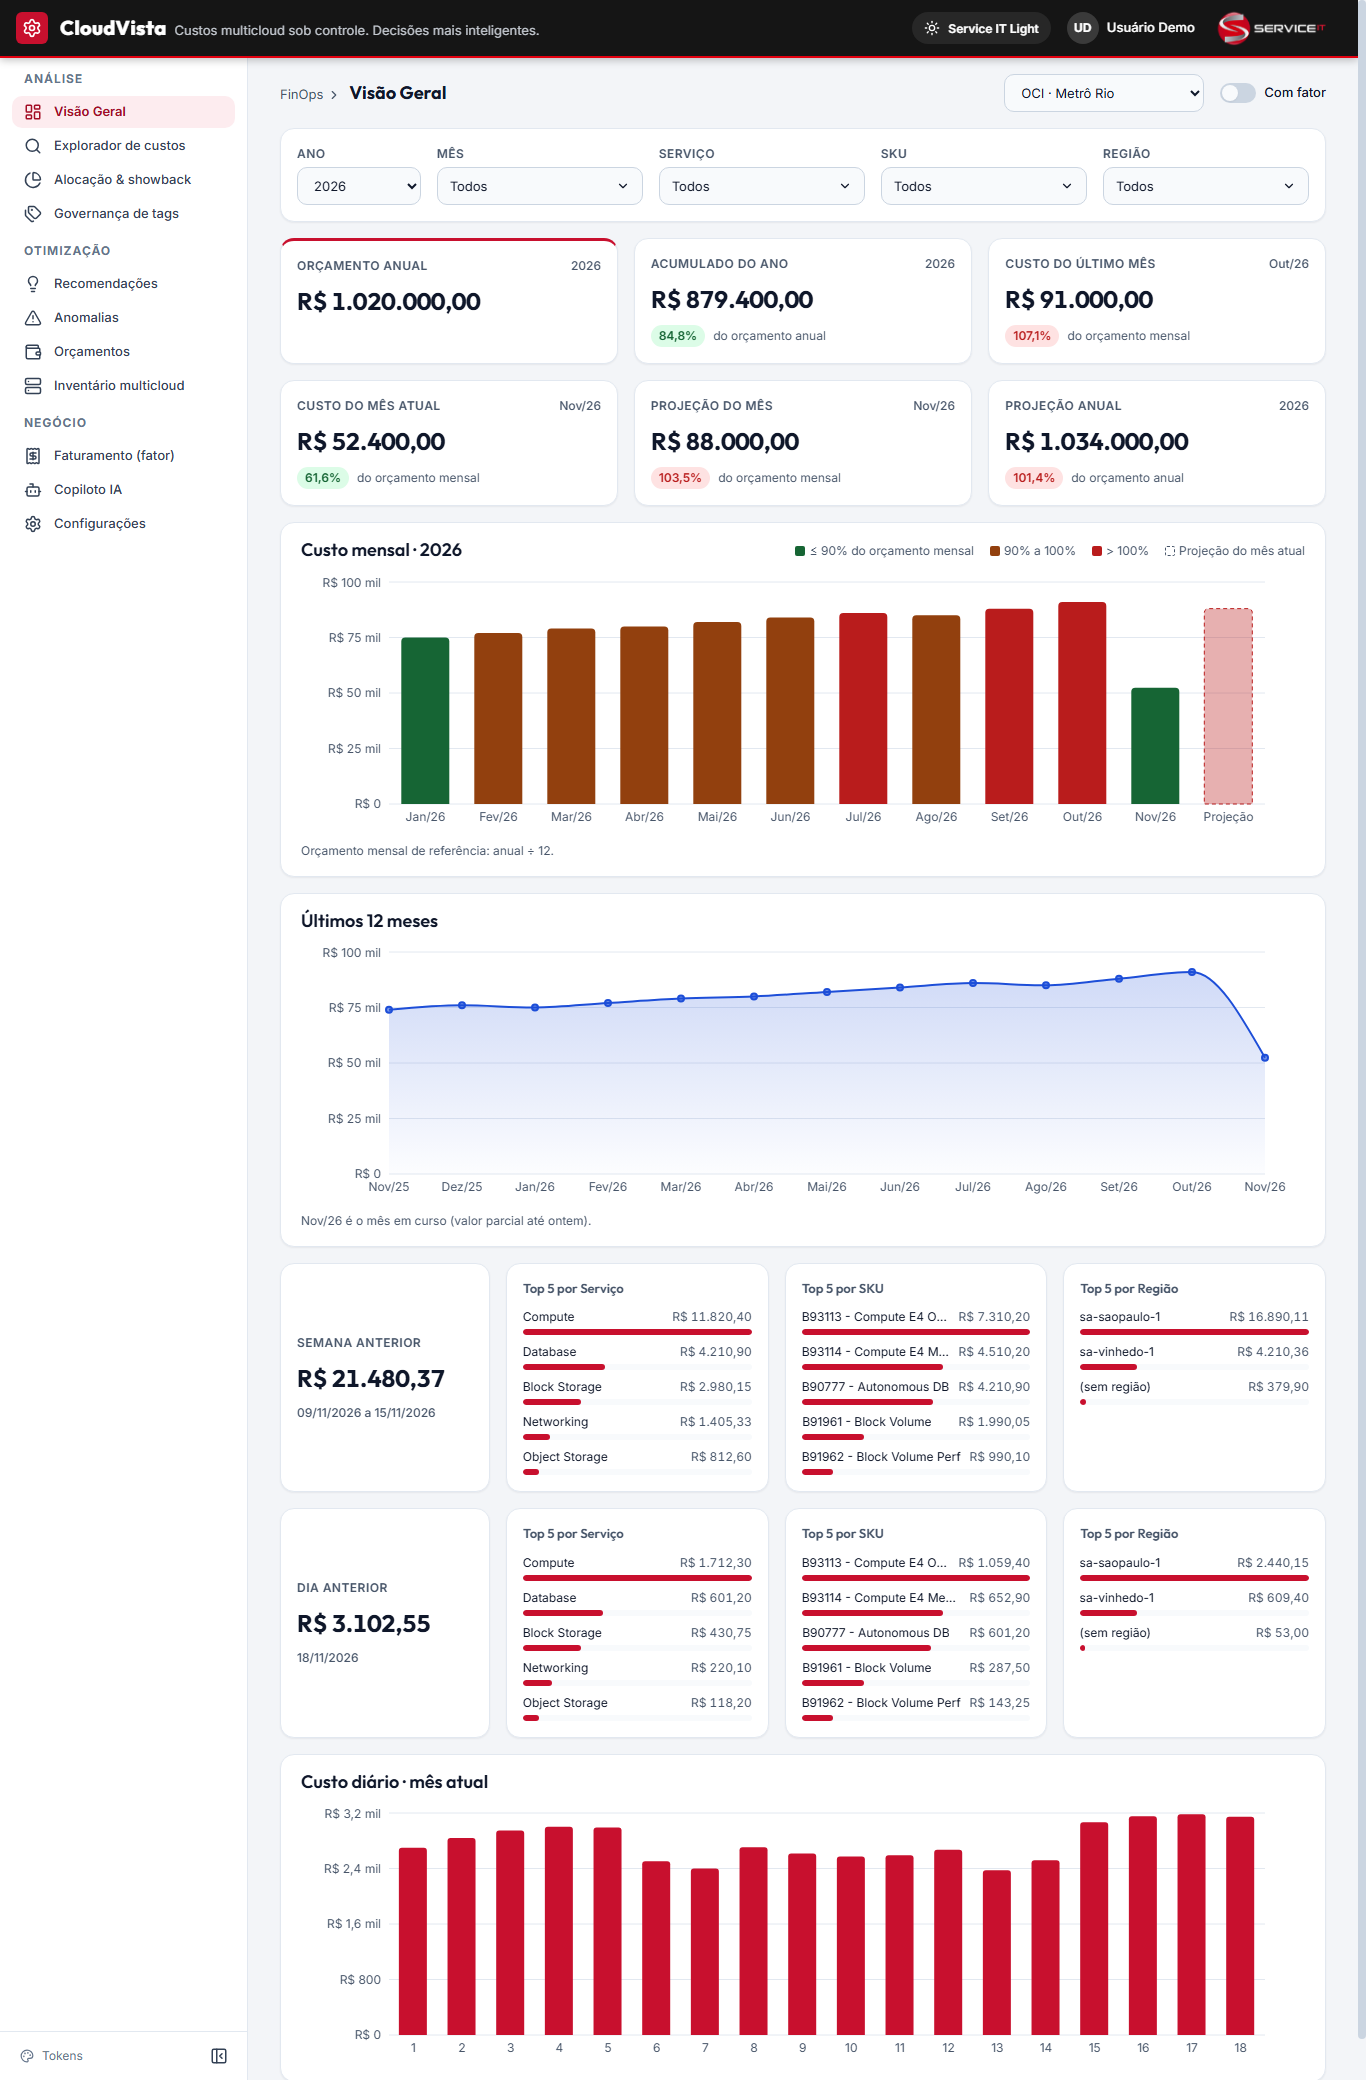 CloudVista Custos multicloud sob controle. Decisões mais inteligentes.
Service IT Light
UD Usuário Demo
SERVICE IT
ANÁLISE
Visão Geral
Explorador de custos
Alocação & showback
Governança de tags
OTIMIZAÇÃO
Recomendações
Anomalias
Orçamentos
Inventário multicloud
NEGÓCIO
Faturamento (fator)
Copiloto IA
Configurações
Tokens
FinOps > Visão Geral
OCI · Metrô Rio
Com fator
ANO MÊS SERVIÇO SKU REGIÃO
2026 Todos Todos Todos Todos
ORÇAMENTO ANUAL 2026
R$ 1.020.000,00
ACUMULADO DO ANO 2026
R$ 879.400,00
84,8% do orçamento anual
CUSTO DO ÚLTIMO MÊS Out/26
R$ 91.000,00
107,1% do orçamento mensal
CUSTO DO MÊS ATUAL Nov/26
R$ 52.400,00
61,6% do orçamento mensal
PROJEÇÃO DO MÊS Nov/26
R$ 88.000,00
103,5% do orçamento mensal
PROJEÇÃO ANUAL 2026
R$ 1.034.000,00
101,4% do orçamento anual
Custo mensal · 2026
≤ 90% do orçamento mensal 90% a 100% > 100% Projeção do mês atual
R$ 100 mil
R$ 75 mil
R$ 50 mil
R$ 25 mil
R$ 0
Jan/26 Fev/26 Mar/26 Abr/26 Mai/26 Jun/26 Jul/26 Ago/26 Set/26 Out/26 Nov/26 Projeção
Orçamento mensal de referência: anual ÷ 12.
Últimos 12 meses
R$ 100 mil
R$ 75 mil
R$ 50 mil
R$ 25 mil
R$ 0
Nov/25 Dez/25 Jan/26 Fev/26 Mar/26 Abr/26 Mai/26 Jun/26 Jul/26 Ago/26 Set/26 Out/26 Nov/26
Nov/26 é o mês em curso (valor parcial até ontem).
SEMANA ANTERIOR
R$ 21.480,37
09/11/2026 a 15/11/2026
Top 5 por Serviço
Compute R$ 11.820,40
Database R$ 4.210,90
Block Storage R$ 2.980,15
Networking R$ 1.405,33
Object Storage R$ 812,60
Top 5 por SKU
B93113 - Compute E4 O... R$ 7.310,20
B93114 - Compute E4 M... R$ 4.510,20
B90777 - Autonomous DB R$ 4.210,90
B91961 - Block Volume R$ 1.990,05
B91962 - Block Volume Perf R$ 990,10
Top 5 por Região
sa-saopaulo-1 R$ 16.890,11
sa-vinhedo-1 R$ 4.210,36
(sem região) R$ 379,90
DIA ANTERIOR
R$ 3.102,55
18/11/2026
Top 5 por Serviço
Compute R$ 1.712,30
Database R$ 601,20
Block Storage R$ 430,75
Networking R$ 220,10
Object Storage R$ 118,20
Top 5 por SKU
B93113 - Compute E4 O... R$ 1.059,40
B93114 - Compute E4 Me... R$ 652,90
B90777 - Autonomous DB R$ 601,20
B91961 - Block Volume R$ 287,50
B91962 - Block Volume Perf R$ 143,25
Top 5 por Região
sa-saopaulo-1 R$ 2.440,15
sa-vinhedo-1 R$ 609,40
(sem região) R$ 53,00
Custo diário · mês atual
R$ 3,2 mil
R$ 2,4 mil
R$ 1,6 mil
R$ 800
R$ 0
1 2 3 4 5 6 7 8 9 10 11 12 13 14 15 16 17 18